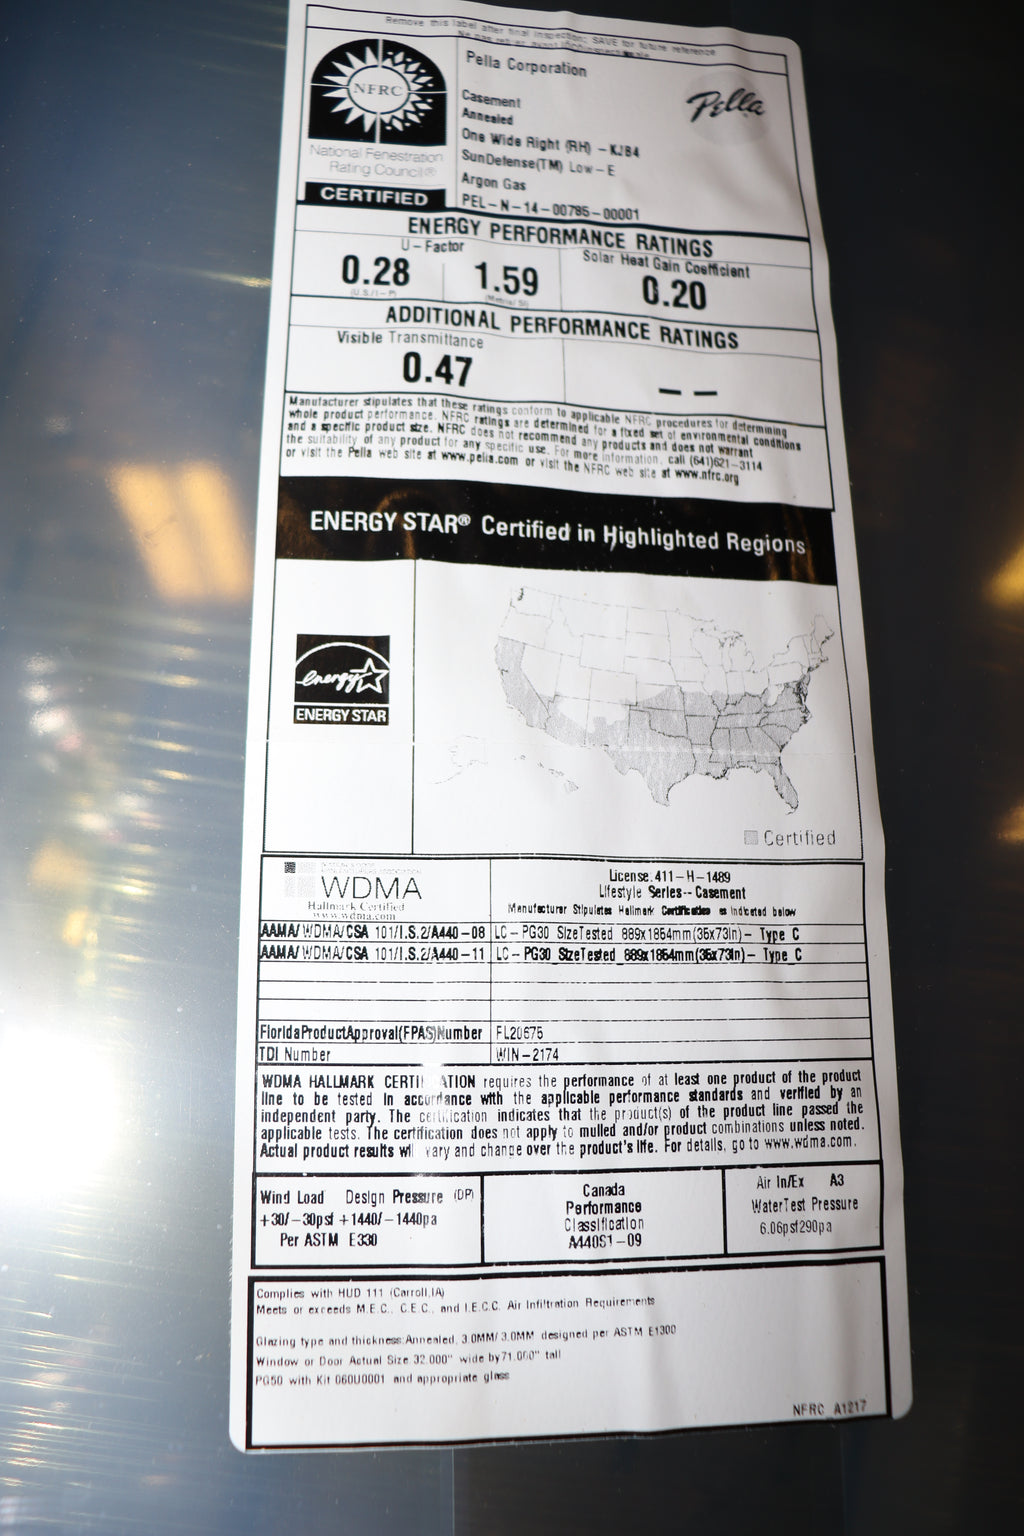 Remove this label after final inspection: SAVE for future reference
NFRC
National Fenestration
Rating Council®
CERTIFIED
Pella Corporation
Pella
Casement
Annealed
One Wide Right (RH) - KJB4
SunDefense(TM) Low-E
Argon Gas
PEL-N-14-00785-00001
ENERGY PERFORMANCE RATINGS
U-Factor
Solar Heat Gain Coefficient
0.28
1.59
0.20
(U.S./I-P)
(Metric/SI)
ADDITIONAL PERFORMANCE RATINGS
Visible Transmittance
0.47
— —
Manufacturer stipulates that these ratings conform to applicable NFRC procedures for determining
whole product performance. NFRC ratings are determined for a fixed set of environmental conditions
and a specific product size. NFRC does not recommend any products and does not warrant
the suitability of any product for any specific use. For more information, call (641)621-3114
or visit the Pella web site at www.pella.com or visit the NFRC web site at www.nfrc.org
ENERGY STAR® Certified in Highlighted Regions
energy
ENERGY STAR
Certified
WDMA
Hallmark Certified
www.wdma.com
License:411-H-1489
Lifestyle Series--Casement
Manufacturer Stipulates Hallmark Certification as indicated below
AAMA/WDMA/CSA 101/I.S.2/A440-08 LC-PG30 SizeTested 889x1854mm(35x73in)- Type C
AAMA/WDMA/CSA 101/I.S.2/A440-11 LC-PG30 SizeTested 889x1854mm(35x73in)- Type C
FloridaProductApproval(FPAS)Number FL20675
TDI Number WIN-2174
WDMA HALLMARK CERTIFICATION requires the performance of at least one product of the product
line to be tested in accordance with the applicable performance standards and verified by an
independent party. The certification indicates that the product(s) of the product line passed the
applicable tests. The certification does not apply to mulled and/or product combinations unless noted.
Actual product results will vary and change over the product's life. For details, go to www.wdma.com.
Wind Load Design Pressure (DP)
+30/-30psf +1440/-1440pa
Per ASTM E330
Canada
Performance
Classification
A440S1-09
Air In/Ex A3
WaterTest Pressure
6.06psf290pa
Complies with HUD 111 (Carroll,IA)
Meets or exceeds M.E.C., C.E.C., and I.E.C.C. Air Infiltration Requirements
Glazing type and thickness:Annealed, 3.0MM/3.0MM designed per ASTM E1300
Window or Door Actual Size 32.000" wide by71.000" tall
PG50 with Kit 060U0001 and appropriate glass
NFRC A1217